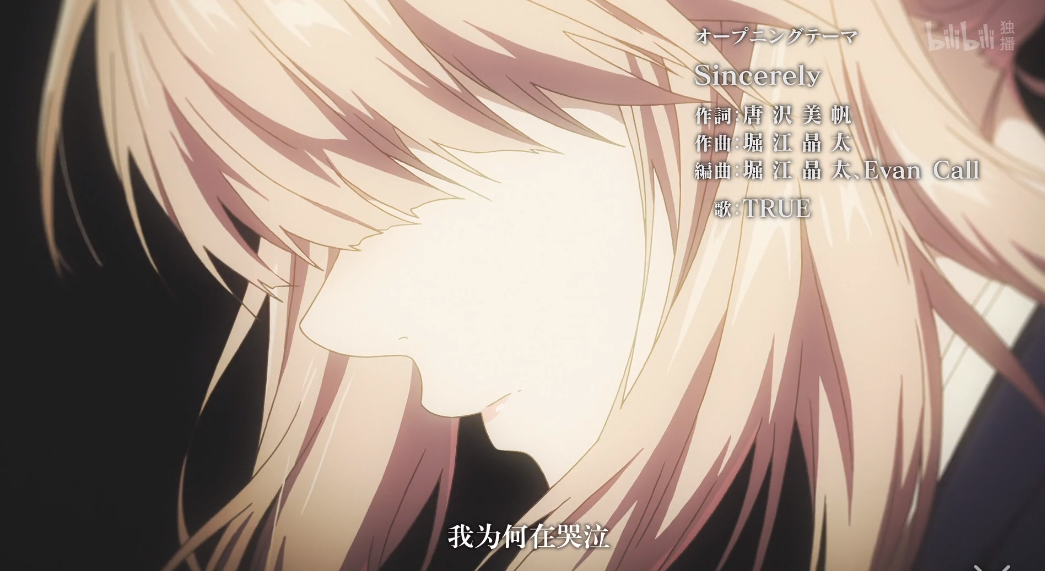 オープニングテーマ
bilibili 独播
Sincerely
作詞:唐沢美帆
作曲:堀江晶太
編曲:堀江晶太、Evan Call
歌:TRUE
我为何在哭泣